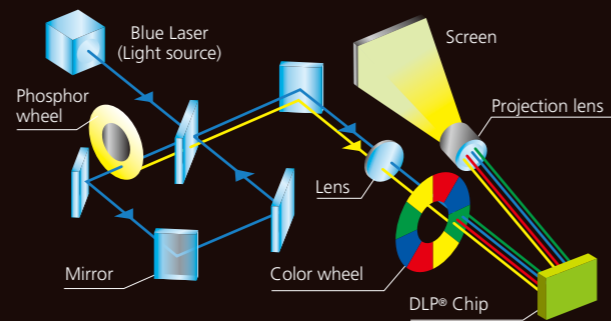 Blue Laser
(Light source)
Screen
Phosphor
wheel
Projection lens
Lens
Mirror
Color wheel
DLP® Chip